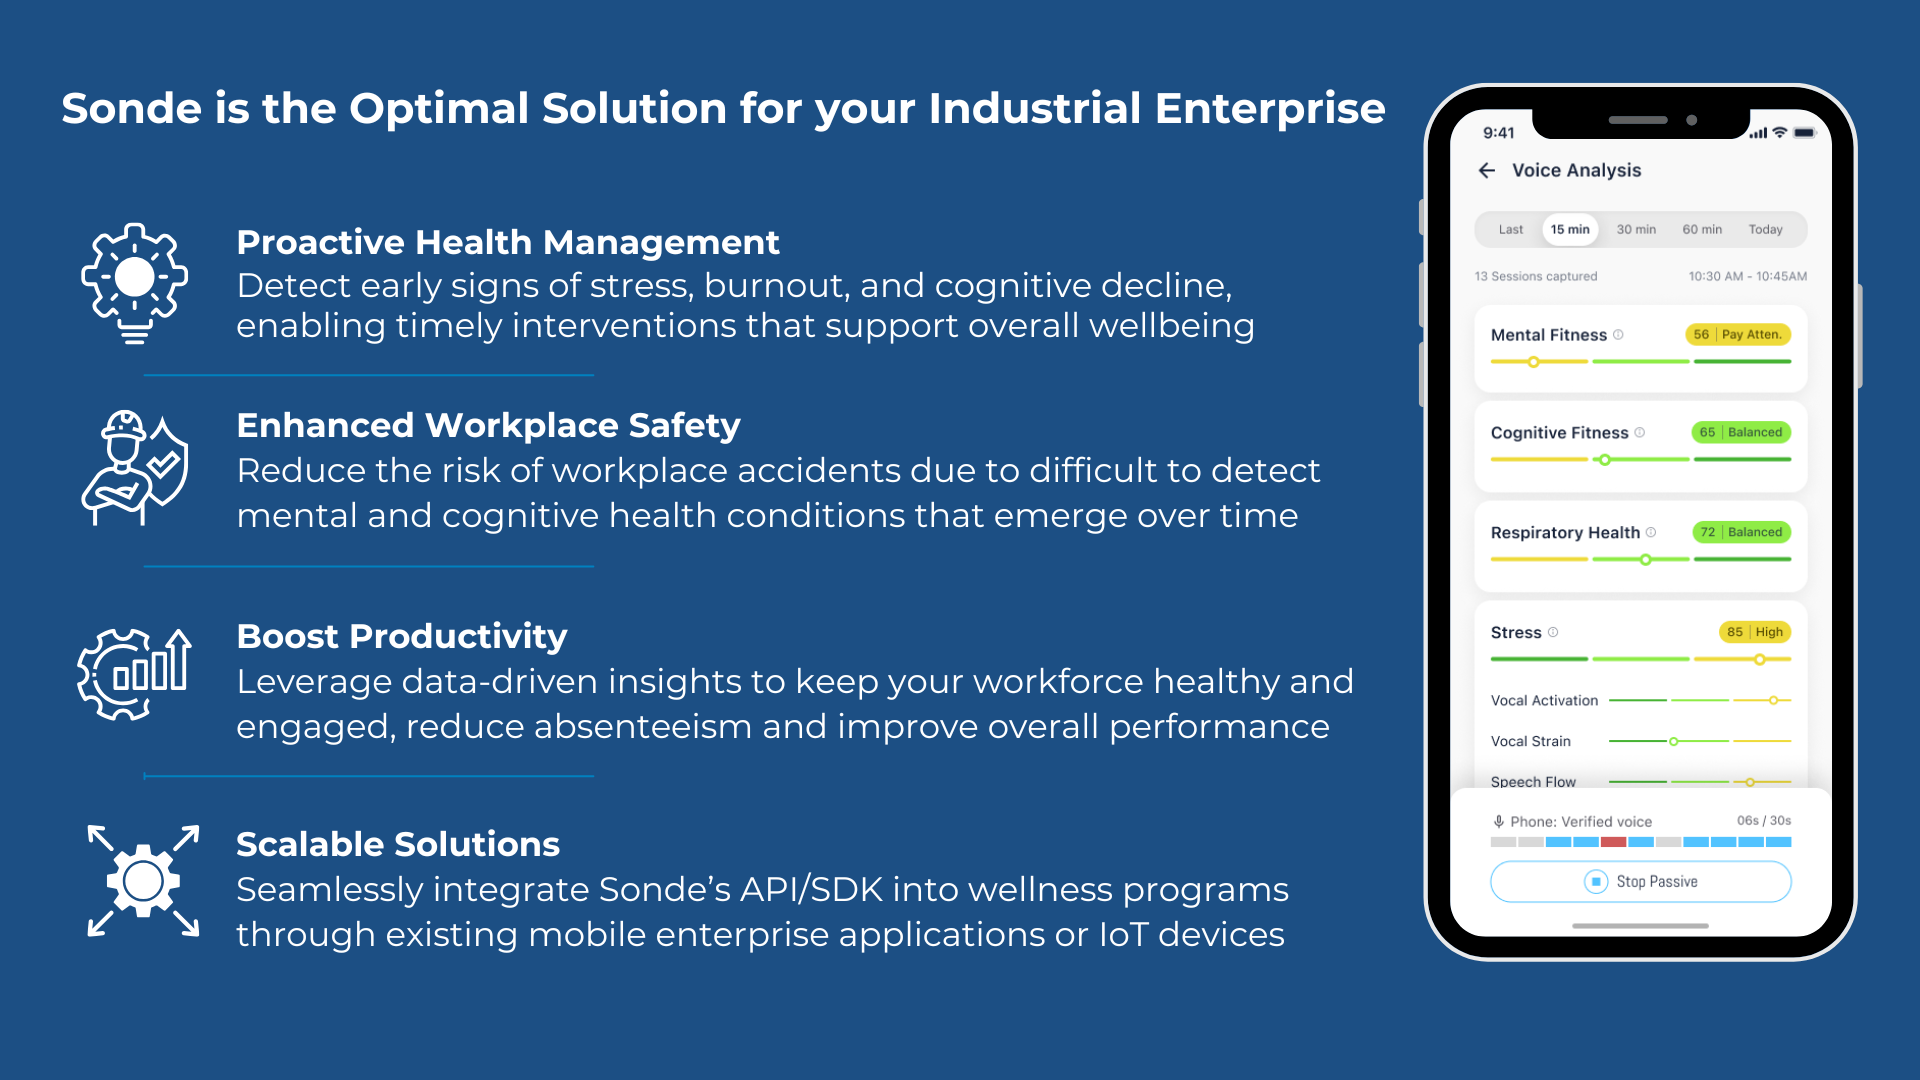 Sonde is the Optimal Solution for your Industrial Enterprise
Proactive Health Management
Detect early signs of stress, burnout, and cognitive decline,
enabling timely interventions that support overall wellbeing
Enhanced Workplace Safety
Reduce the risk of workplace accidents due to difficult to detect
mental and cognitive health conditions that emerge over time
Boost Productivity
Leverage data-driven insights to keep your workforce healthy and
engaged, reduce absenteeism and improve overall performance
Scalable Solutions
Seamlessly integrate Sonde’s API/SDK into wellness programs
through existing mobile enterprise applications or IoT devices
9:41
Voice Analysis
Last 15 min 30 min 60 min Today
13 Sessions captured 10:30 AM - 10:45AM
Mental Fitness 56 | Pay Atten.
Cognitive Fitness 65 | Balanced
Respiratory Health 72 | Balanced
Stress 85 | High
Vocal Activation
Vocal Strain
Speech Flow
Phone: Verified voice 06s / 30s
Stop Passive